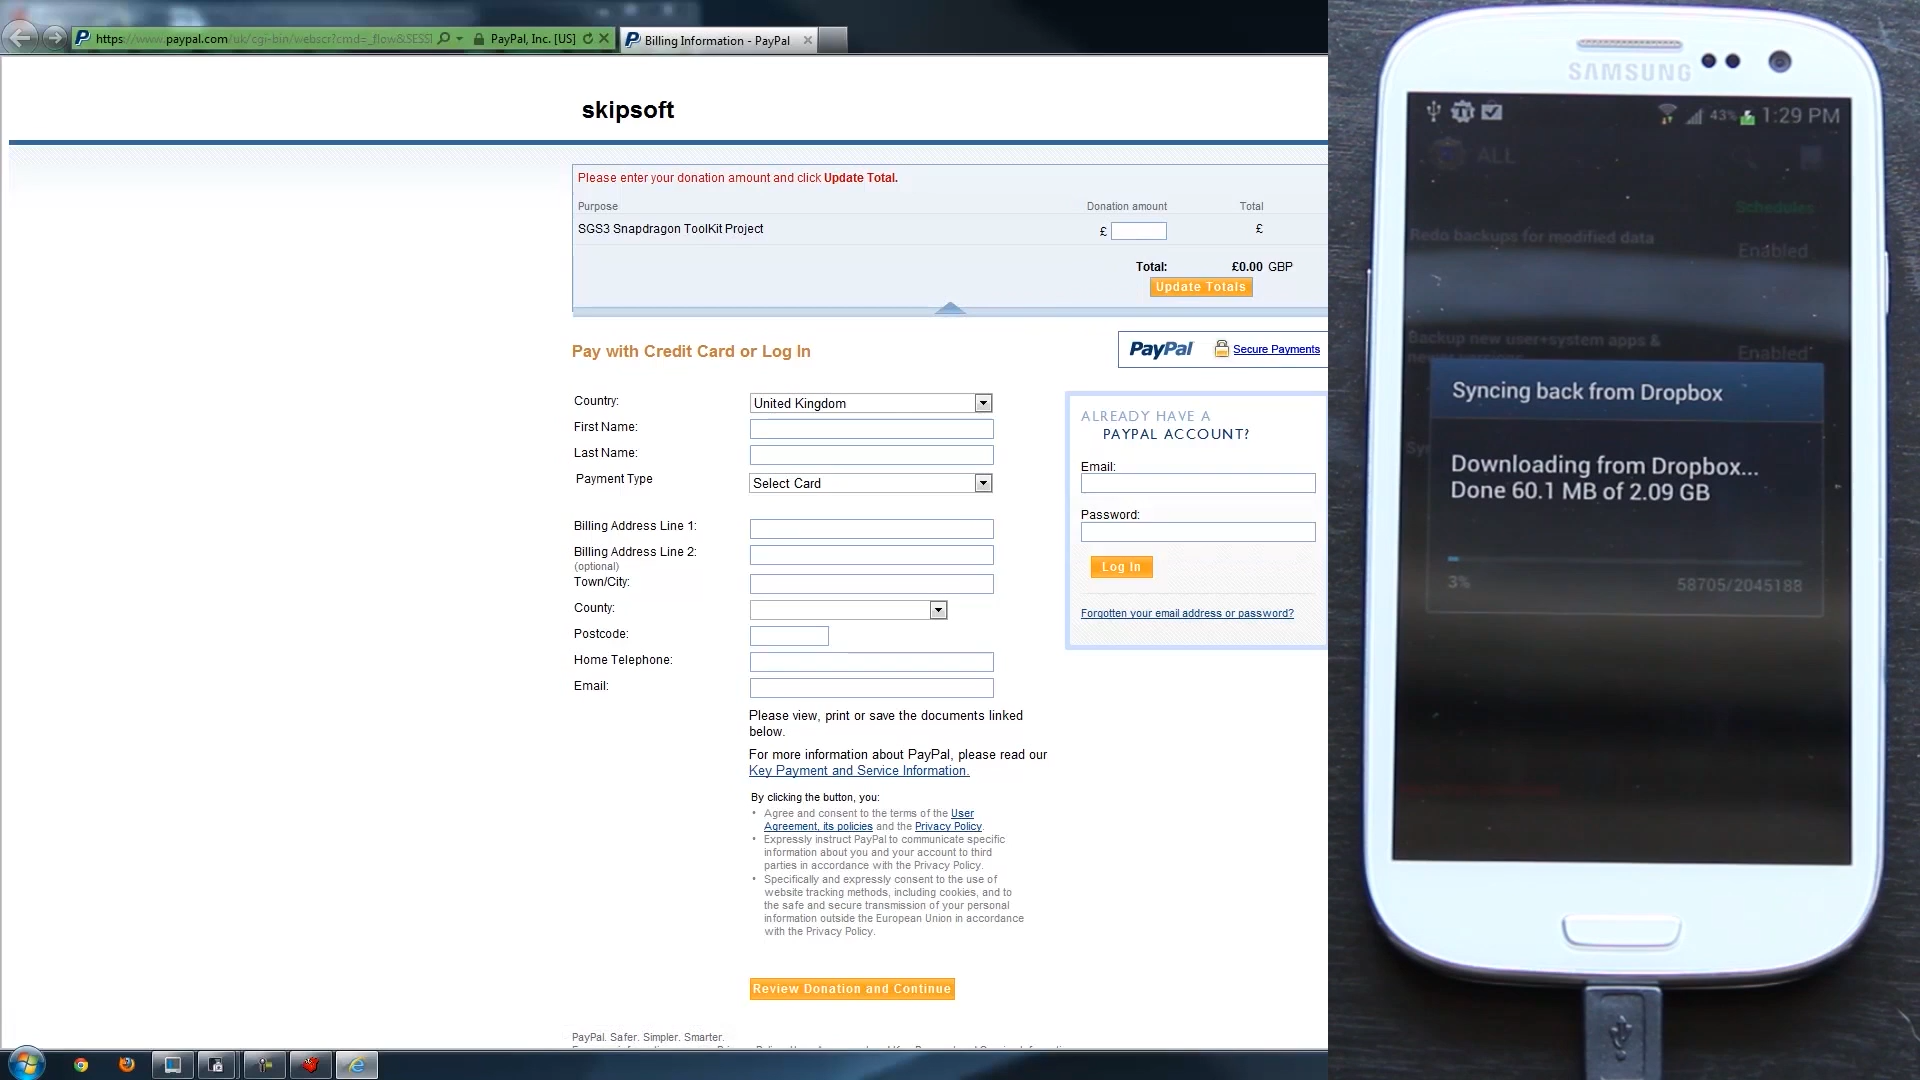 https://www.paypal.com/uk/cgi-bin/webscr?cmd=_flow&SESSI
PayPal, Inc. [US]
Billing Information - PayPal
skipsoft
Please enter your donation amount and click Update Total.
Purpose
Donation amount
Total
SGS3 Snapdragon ToolKit Project
£
£
Total:
£0.00 GBP
Update Totals
Pay with Credit Card or Log In
PayPal
Secure Payments
Country:
United Kingdom
First Name:
Last Name:
Payment Type
Select Card
Billing Address Line 1:
Billing Address Line 2:
(optional)
Town/City:
County:
Postcode:
Home Telephone:
Email:
ALREADY HAVE A
PAYPAL ACCOUNT?
Email:
Password:
Log In
Forgotten your email address or password?
Please view, print or save the documents linked
below.
For more information about PayPal, please read our
Key Payment and Service Information.
By clicking the button, you:
• Agree and consent to the terms of the User
Agreement, its policies and the Privacy Policy.
• Expressly instruct PayPal to communicate specific
information about you and your account to third
parties in accordance with the Privacy Policy.
• Specifically and expressly consent to the use of
website tracking methods, including cookies, and to
the safe and secure transmission of your personal
information outside the European Union in accordance
with the Privacy Policy.
Review Donation and Continue
PayPal. Safer. Simpler. Smarter.
SAMSUNG
43%
1:29 PM
ALL
Schedules
Redo backups for modified data
Enabled
Backup new user+system apps &
Enabled
Syncing back from Dropbox
Downloading from Dropbox...
Done 60.1 MB of 2.09 GB
3%
58705/2045188